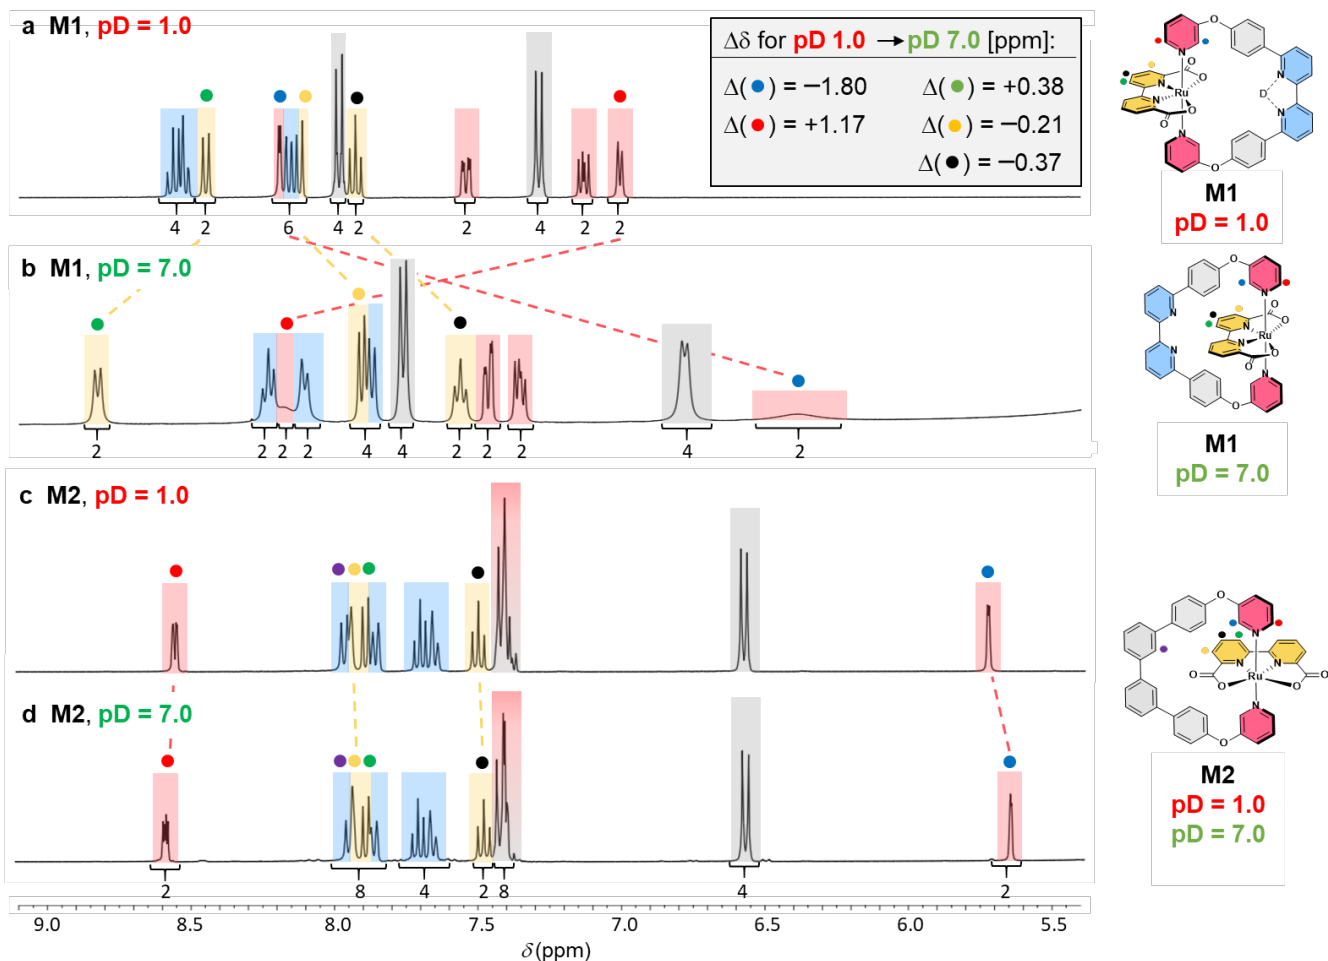 a M1, pD = 1.0
Δδ for pD 1.0 → pD 7.0 [ppm]:
Δ( ) = −1.80
Δ( ) = +0.38
Δ( ) = +1.17
Δ( ) = −0.21
Δ( ) = −0.37
4 2 6 4 2 2 4 2 2
b M1, pD = 7.0
2 2 2 2 4 4 2 2 2 4 2
c M2, pD = 1.0
d M2, pD = 7.0
2 8 4 2 8 4 2
9.0 8.5 8.0 7.5 7.0 6.5 6.0 5.5
δ(ppm)
O
N
N
C
O
O
Ru
N
N
D
N
N
C
O
O
N
O
M1
pD = 1.0
O
N
N
C
O
O
N
Ru
N
N
C
O
O
N
O
M1
pD = 7.0
O
N
N
N
O
O
Ru
O
O
N
O
M2
pD = 1.0
pD = 7.0